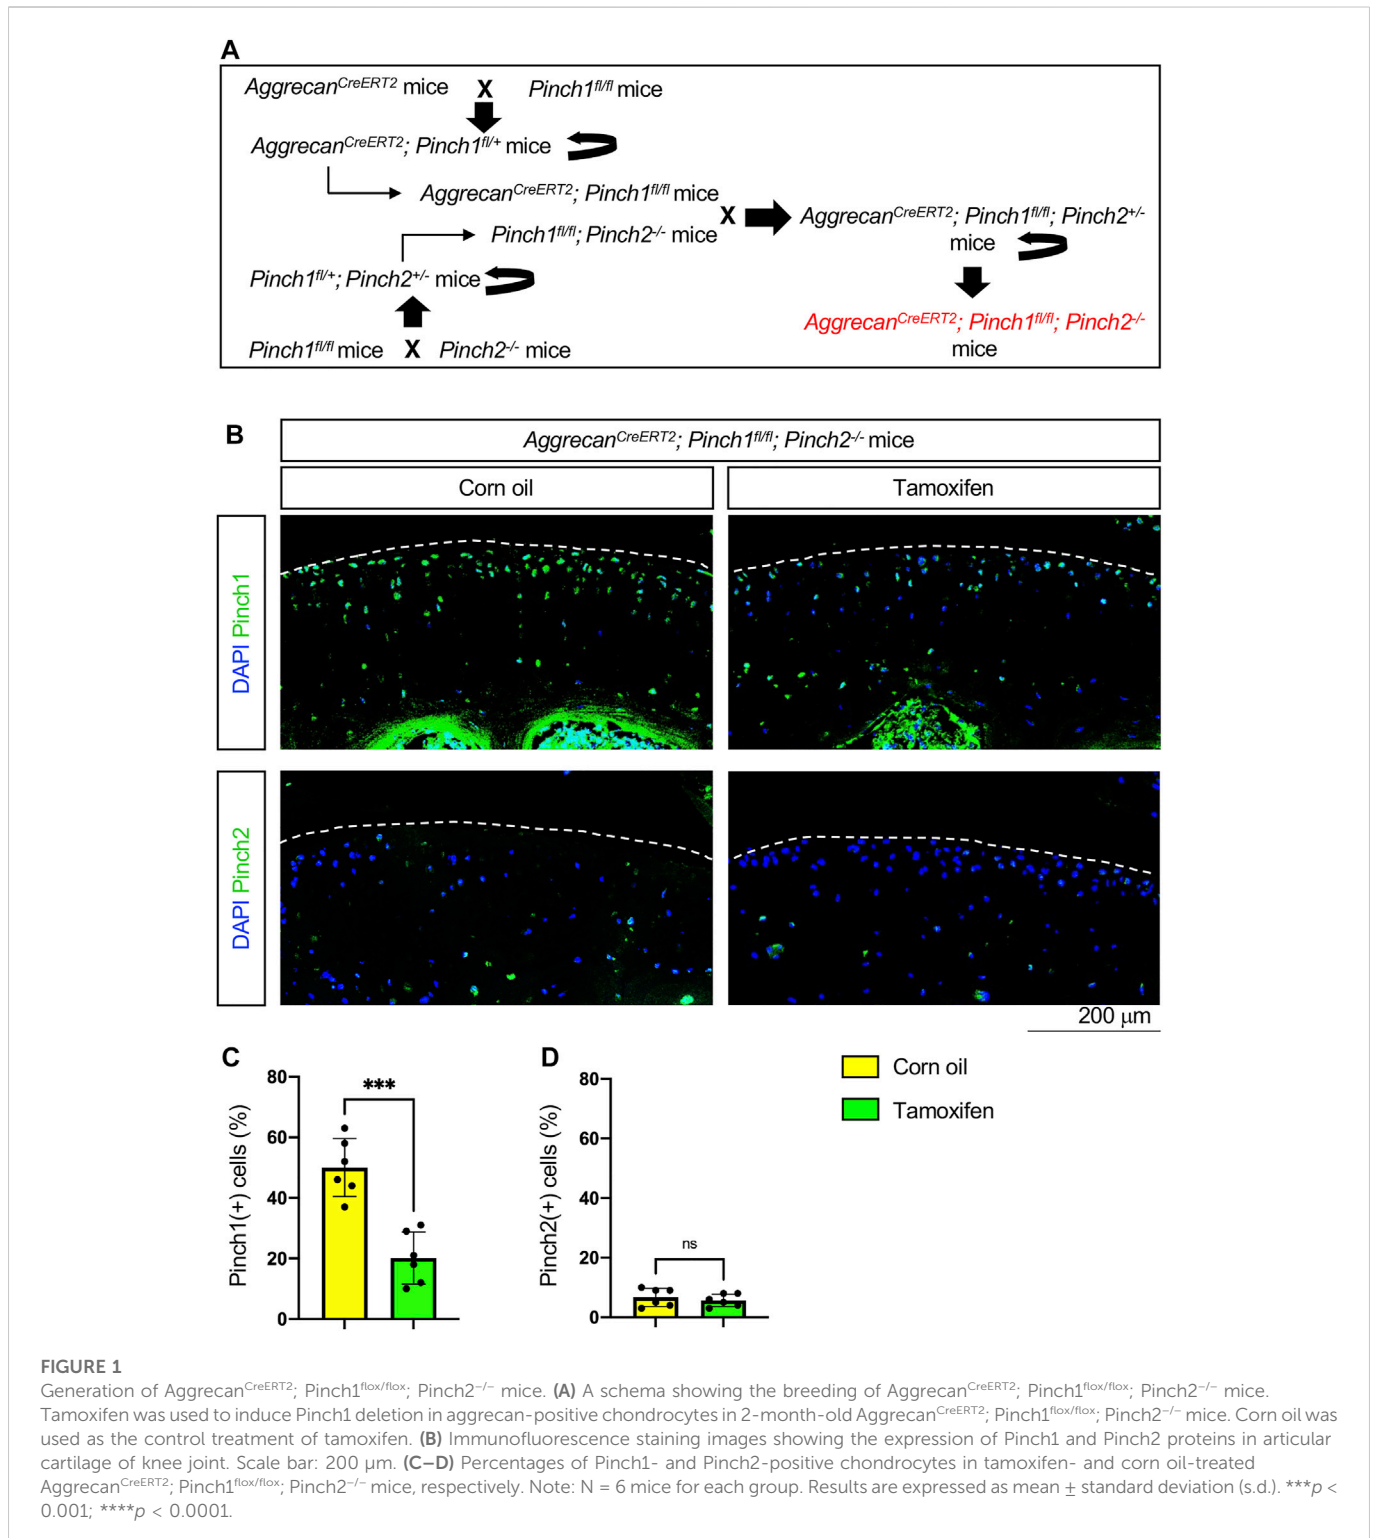 A
Aggrecan^CreERT2 mice X Pinch1^fl/fl mice
Aggrecan^CreERT2; Pinch1^fl/+ mice
Aggrecan^CreERT2; Pinch1^fl/fl mice
X
Pinch1^fl/fl; Pinch2^-/- mice
Aggrecan^CreERT2; Pinch1^fl/fl; Pinch2^+/-
mice
Pinch1^fl/+; Pinch2^+/- mice
Pinch1^fl/fl mice X Pinch2^-/- mice
Aggrecan^CreERT2; Pinch1^fl/fl; Pinch2^-/-
mice
B
Aggrecan^CreERT2; Pinch1^fl/fl; Pinch2^-/- mice
Corn oil
Tamoxifen
DAPI Pinch1
DAPI Pinch2
200 μm
C
Pinch1(+) cells (%)
80
60
40
20
0
***
D
Pinch2(+) cells (%)
80
60
40
20
0
ns
Corn oil
Tamoxifen
FIGURE 1
Generation of Aggrecan^CreERT2; Pinch1^flox/flox; Pinch2^−/− mice. (A) A schema showing the breeding of Aggrecan^CreERT2; Pinch1^flox/flox; Pinch2^−/− mice.
Tamoxifen was used to induce Pinch1 deletion in aggrecan-positive chondrocytes in 2-month-old Aggrecan^CreERT2; Pinch1^flox/flox; Pinch2^−/− mice. Corn oil was
used as the control treatment of tamoxifen. (B) Immunofluorescence staining images showing the expression of Pinch1 and Pinch2 proteins in articular
cartilage of knee joint. Scale bar: 200 μm. (C–D) Percentages of Pinch1- and Pinch2-positive chondrocytes in tamoxifen- and corn oil-treated
Aggrecan^CreERT2; Pinch1^flox/flox; Pinch2^−/− mice, respectively. Note: N = 6 mice for each group. Results are expressed as mean ± standard deviation (s.d.). ***p <
0.001; ****p < 0.0001.